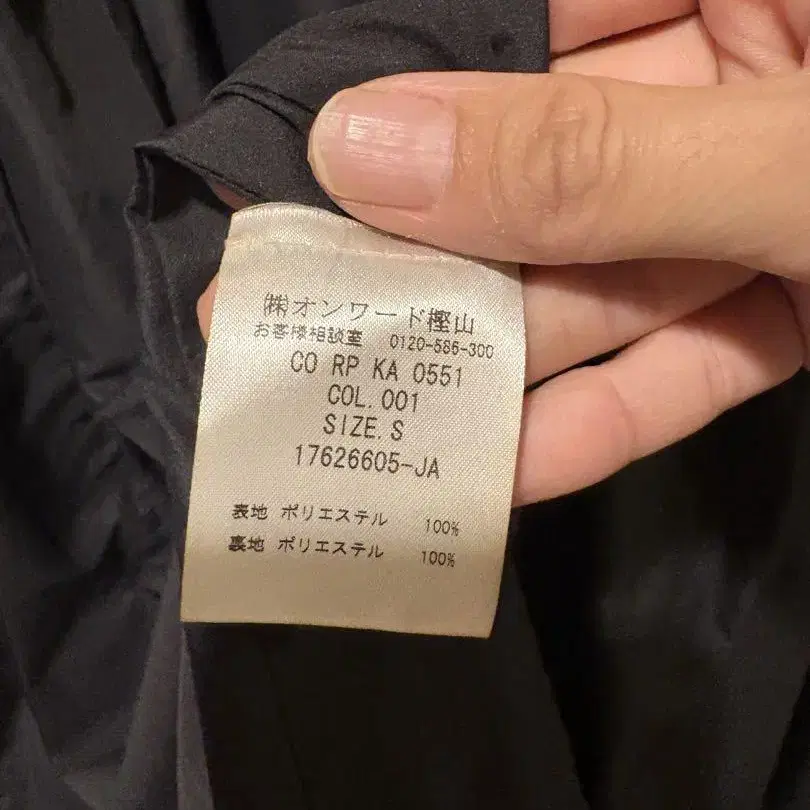 ㈱オンワード樫山
お客様相談室 0120-586-300
CO RP KA 0551
COL.001
SIZE.S
17626605-JA
表地 ポリエステル 100%
裏地 ポリエステル 100%